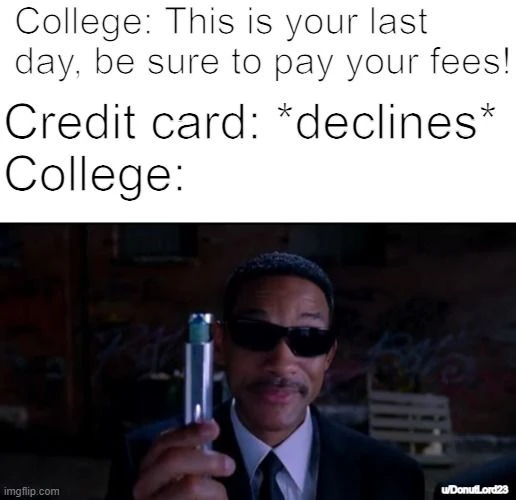 College: This is your last
day, be sure to pay your fees!
Credit card: *declines*
College:
imgflip.com
u/DonutLord23